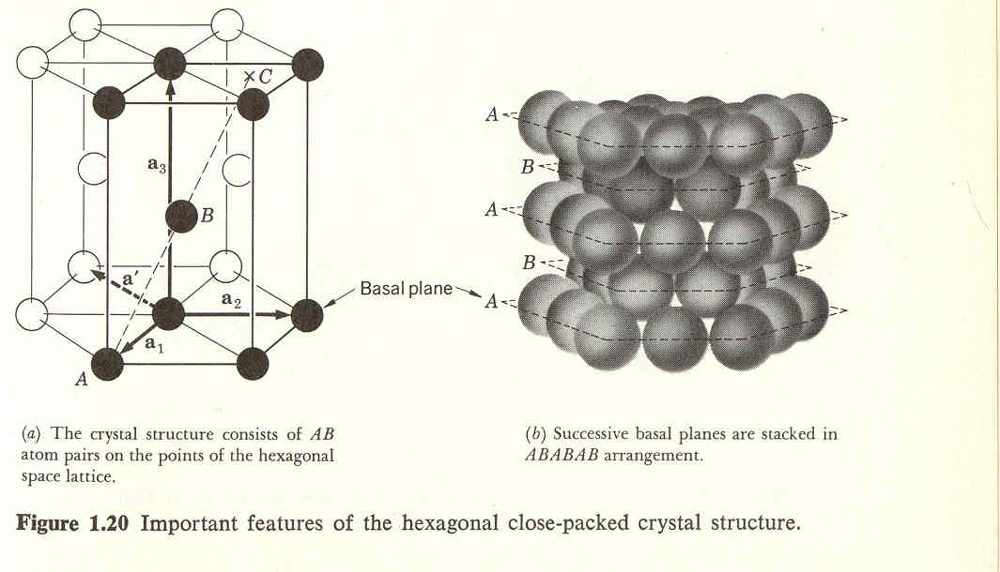 ×C
a3
B
a′
a2
a1
A
Basal plane
A
B
A
B
A
(a) The crystal structure consists of AB
atom pairs on the points of the hexagonal
space lattice.
(b) Successive basal planes are stacked in
ABABAB arrangement.
Figure 1.20 Important features of the hexagonal close-packed crystal structure.